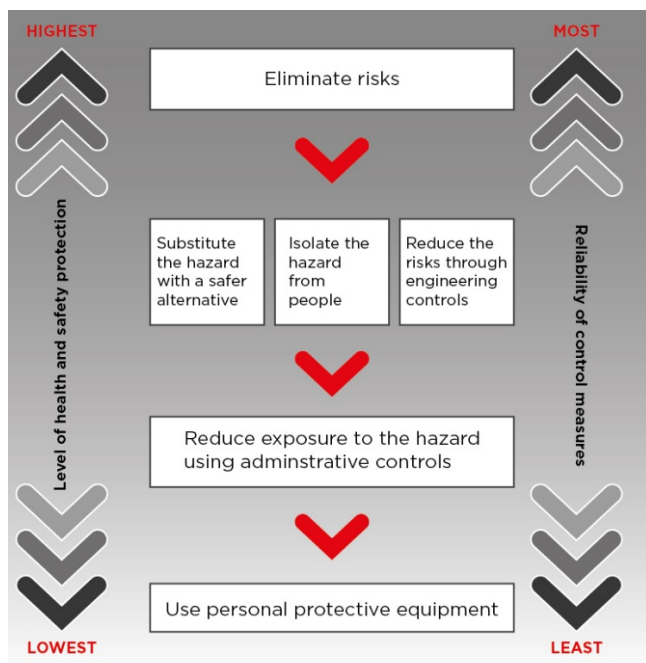 HIGHEST
MOST
Eliminate risks
Substitute
the hazard
with a safer
alternative
Isolate the
hazard
from
people
Reduce the
risks through
engineering
controls
Level of health and safety protection
Reliability of control measures
Reduce exposure to the hazard
using adminstrative controls
Use personal protective equipment
LOWEST
LEAST